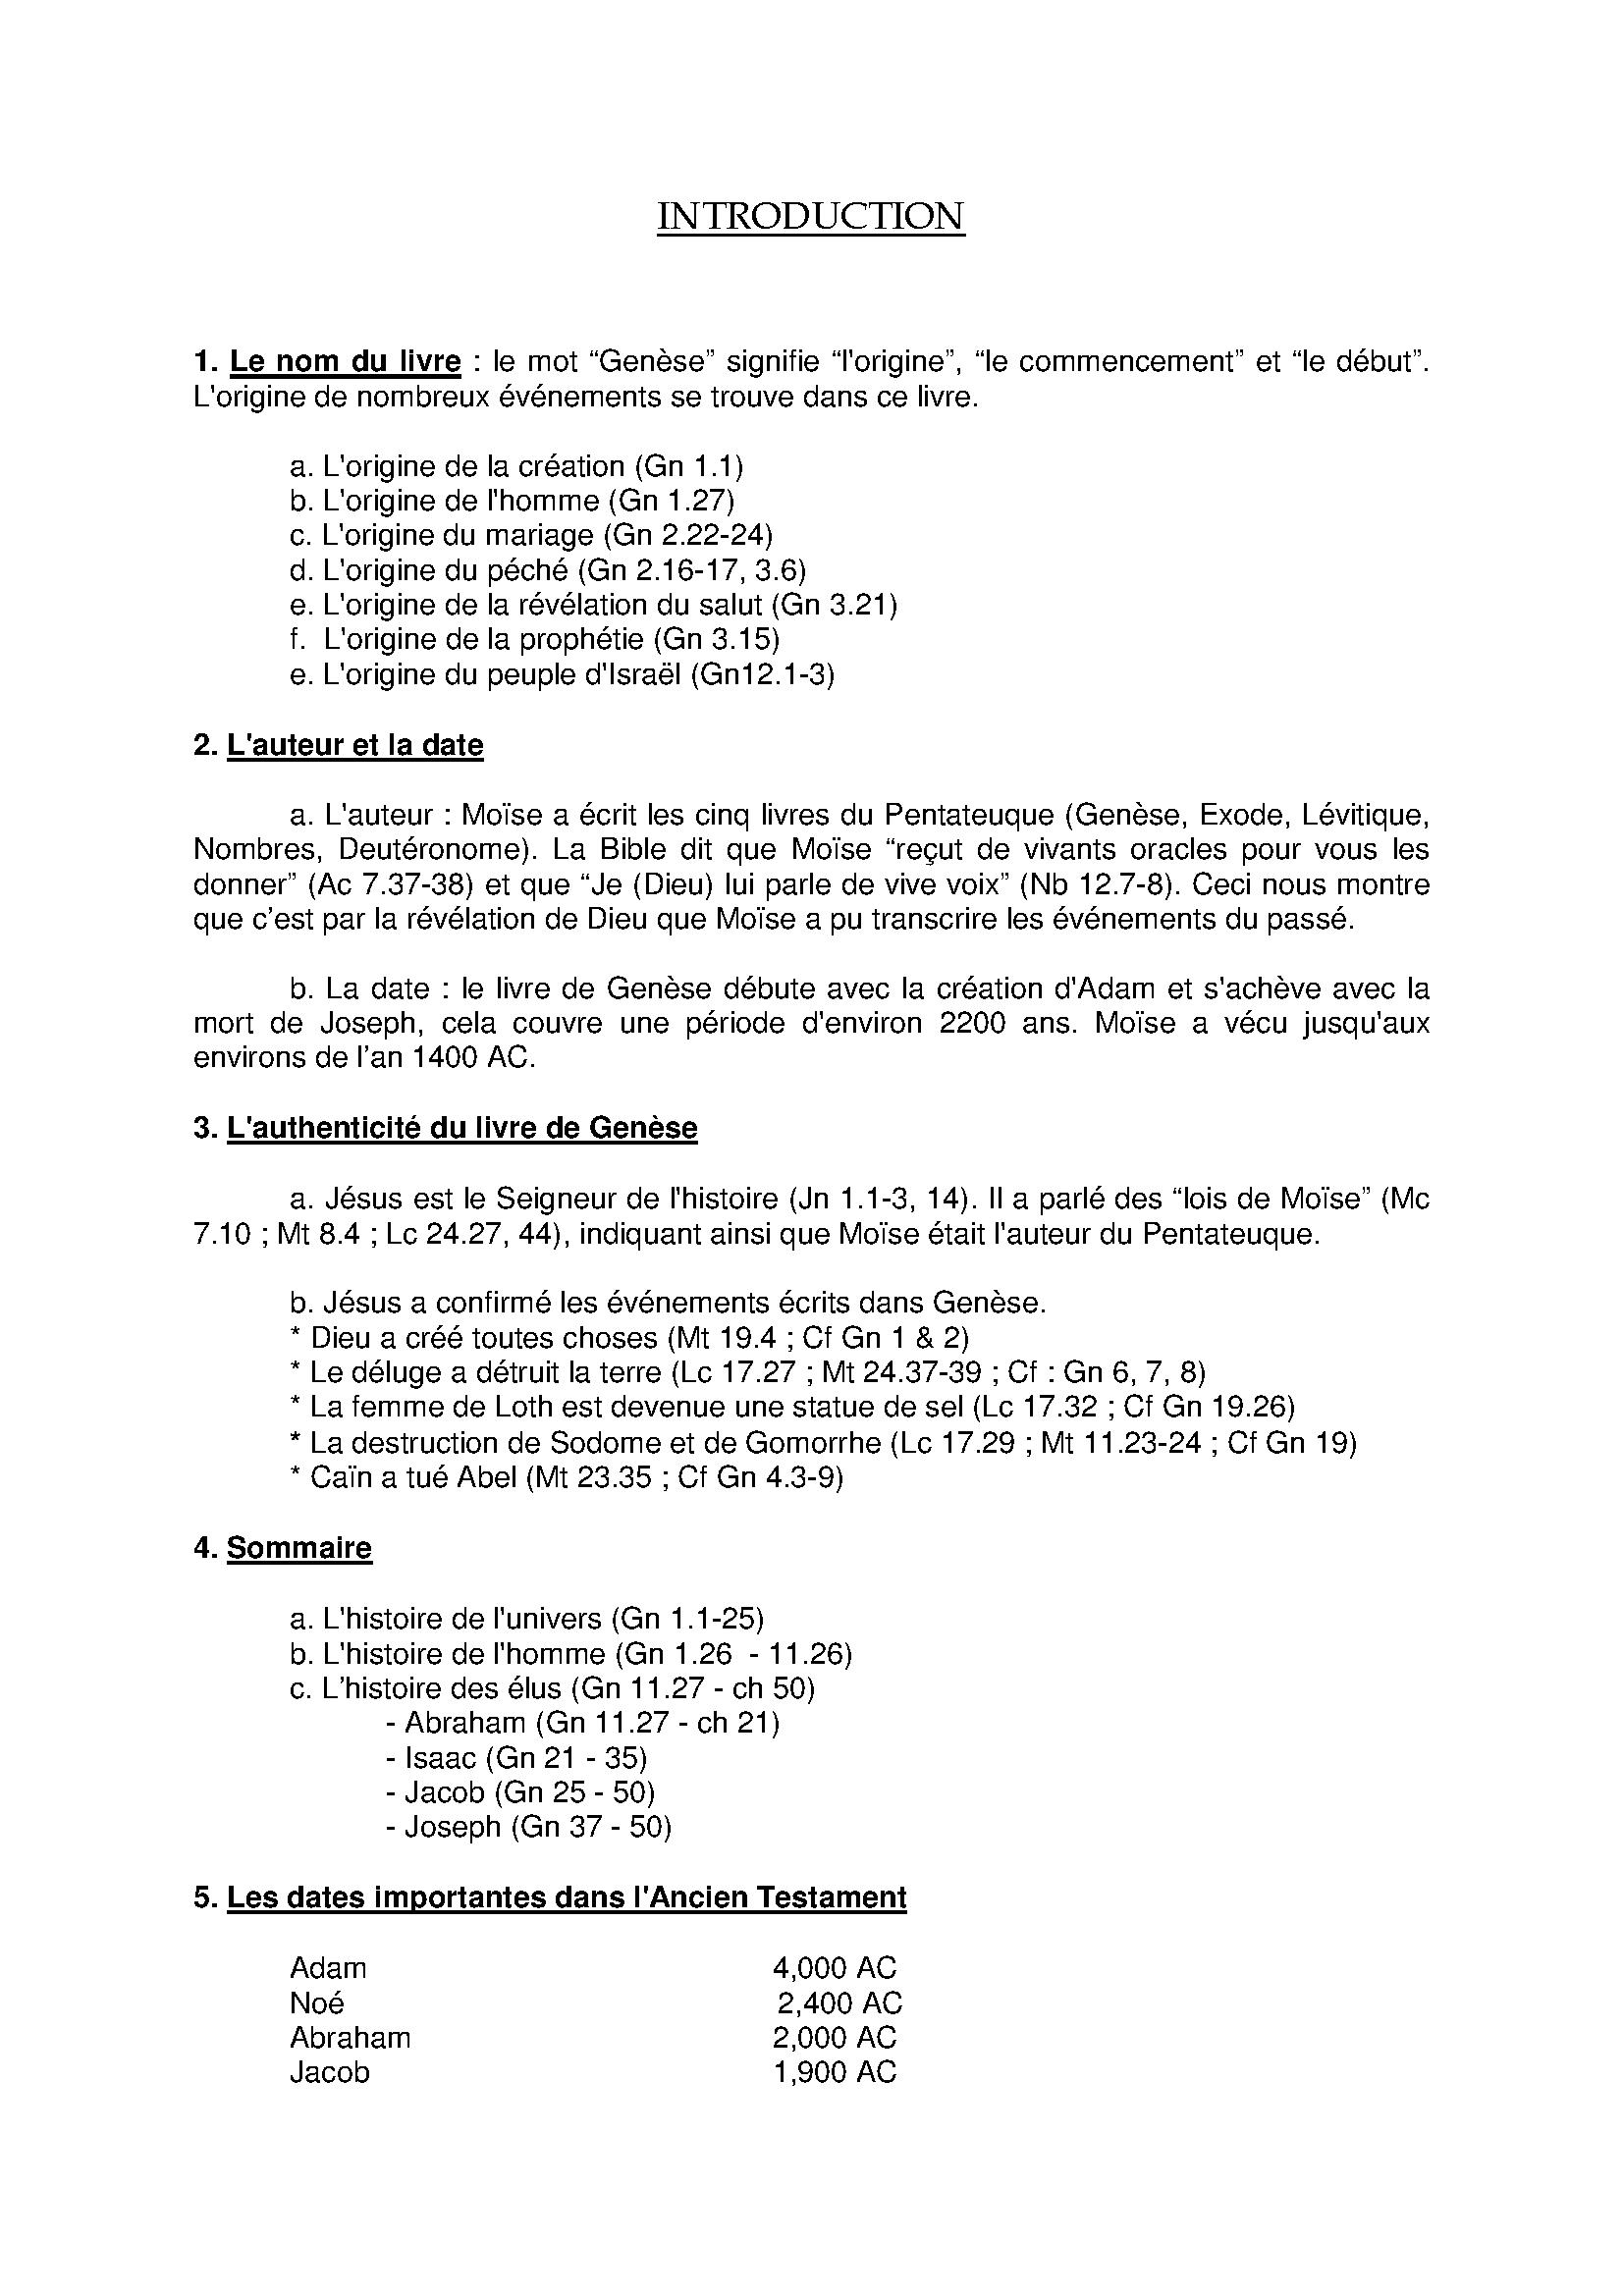 INTRODUCTION
1. Le nom du livre : le mot “Genèse” signifie “l'origine”, “le commencement” et “le début”.
L'origine de nombreux événements se trouve dans ce livre.
a. L'origine de la création (Gn 1.1)
b. L'origine de l'homme (Gn 1.27)
c. L'origine du mariage (Gn 2.22-24)
d. L'origine du péché (Gn 2.16-17, 3.6)
e. L'origine de la révélation du salut (Gn 3.21)
f.  L'origine de la prophétie (Gn 3.15)
e. L'origine du peuple d'Israël (Gn12.1-3)
2. L'auteur et la date
a. L'auteur : Moïse a écrit les cinq livres du Pentateuque (Genèse, Exode, Lévitique,
Nombres, Deutéronome). La Bible dit que Moïse “reçut de vivants oracles pour vous les
donner” (Ac 7.37-38) et que “Je (Dieu) lui parle de vive voix” (Nb 12.7-8). Ceci nous montre
que c’est par la révélation de Dieu que Moïse a pu transcrire les événements du passé.
b. La date : le livre de Genèse débute avec la création d'Adam et s'achève avec la
mort de Joseph, cela couvre une période d'environ 2200 ans. Moïse a vécu jusqu'aux
environs de l’an 1400 AC.
3. L'authenticité du livre de Genèse
a. Jésus est le Seigneur de l'histoire (Jn 1.1-3, 14). Il a parlé des “lois de Moïse” (Mc
7.10 ; Mt 8.4 ; Lc 24.27, 44), indiquant ainsi que Moïse était l'auteur du Pentateuque.
b. Jésus a confirmé les événements écrits dans Genèse.
* Dieu a créé toutes choses (Mt 19.4 ; Cf Gn 1 & 2)
* Le déluge a détruit la terre (Lc 17.27 ; Mt 24.37-39 ; Cf : Gn 6, 7, 8)
* La femme de Loth est devenue une statue de sel (Lc 17.32 ; Cf Gn 19.26)
* La destruction de Sodome et de Gomorrhe (Lc 17.29 ; Mt 11.23-24 ; Cf Gn 19)
* Caïn a tué Abel (Mt 23.35 ; Cf Gn 4.3-9)
4. Sommaire
a. L'histoire de l'univers (Gn 1.1-25)
b. L'histoire de l'homme (Gn 1.26  - 11.26)
c. L’histoire des élus (Gn 11.27 - ch 50)
- Abraham (Gn 11.27 - ch 21)
- Isaac (Gn 21 - 35)
- Jacob (Gn 25 - 50)
- Joseph (Gn 37 - 50)
5. Les dates importantes dans l'Ancien Testament
Adam 4,000 AC
Noé 2,400 AC
Abraham 2,000 AC
Jacob 1,900 AC